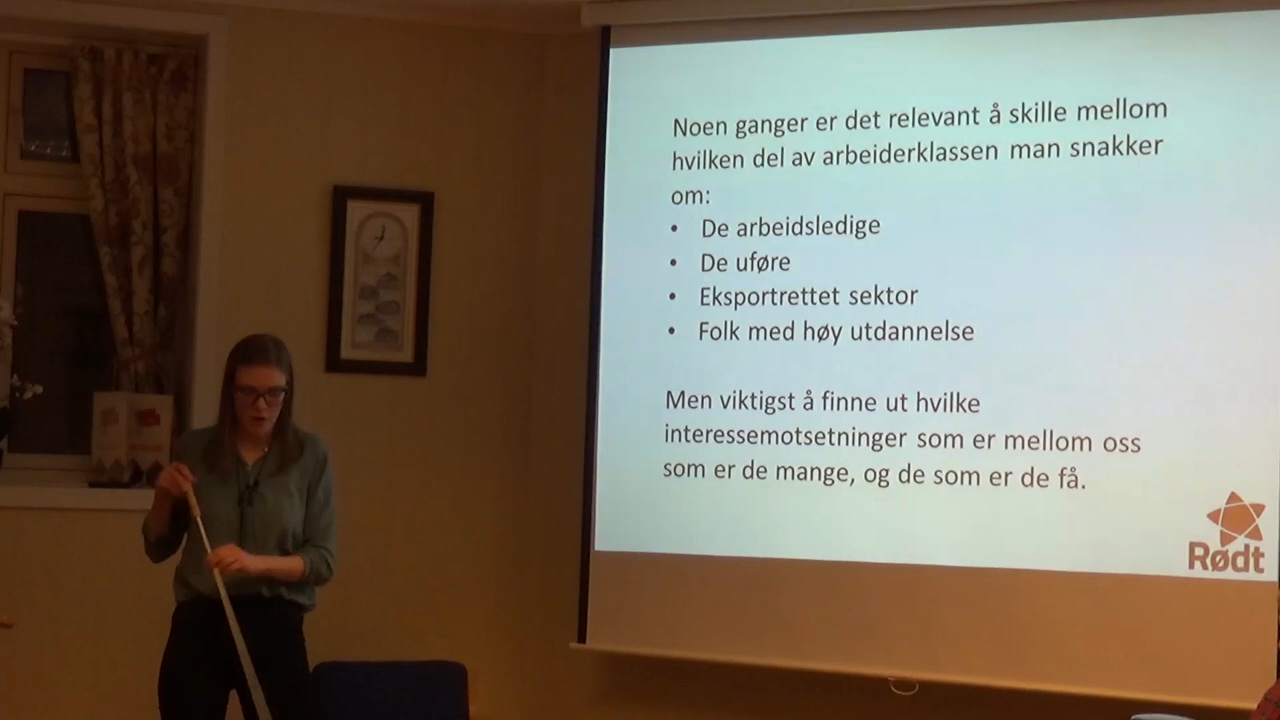 Noen ganger er det relevant å skille mellom
hvilken del av arbeiderklassen man snakker
om:
• De arbeidsledige
• De uføre
• Eksportrettet sektor
• Folk med høy utdannelse
Men viktigst å finne ut hvilke
interessemotsetninger som er mellom oss
som er de mange, og de som er de få.
Rødt